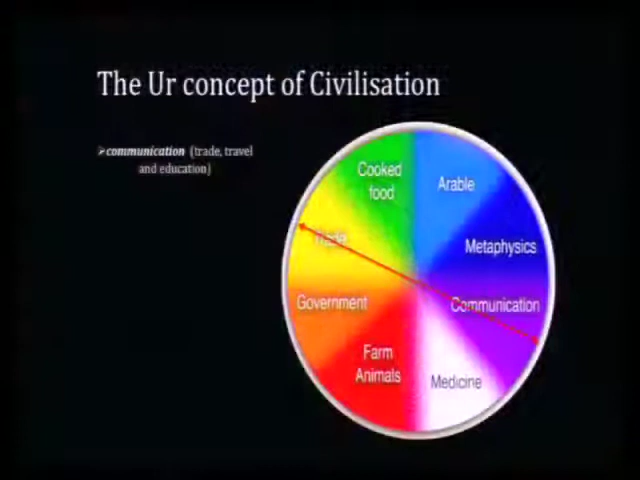 The Ur concept of Civilisation
➢communication (trade, travel
and education)
Cooked
food
Arable
Trade
Metaphysics
Government
Communication
Farm
Animals
Medicine